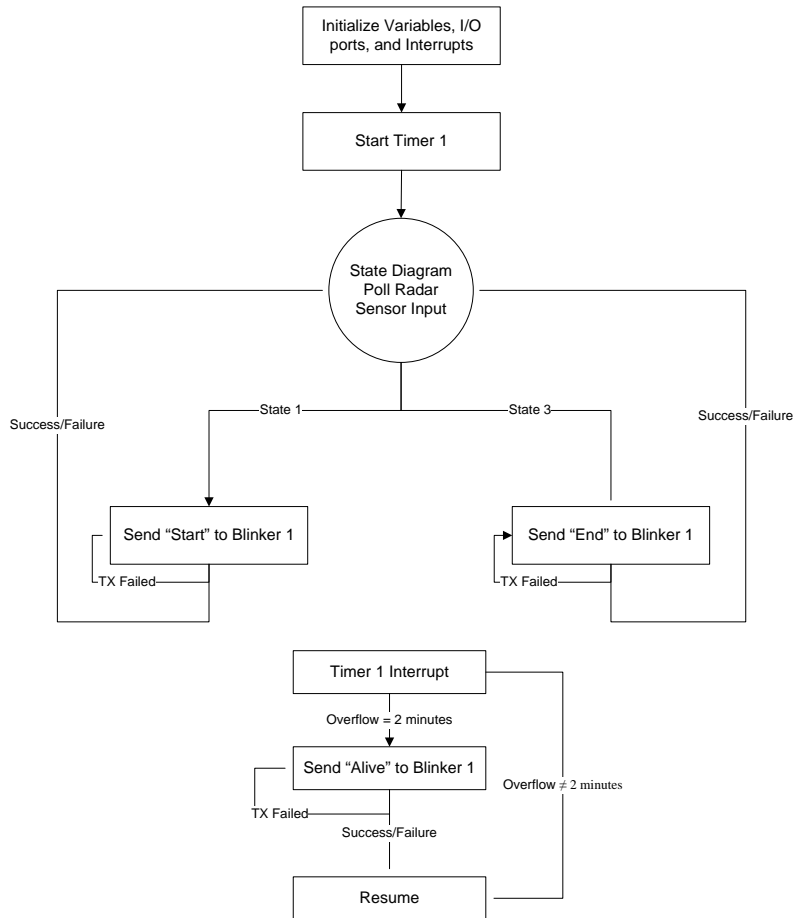 Initialize Variables, I/O
ports, and Interrupts
Start Timer 1
State Diagram
Poll Radar
Sensor Input
State 1
State 3
Success/Failure
Success/Failure
Send “Start” to Blinker 1
Send “End” to Blinker 1
TX Failed
TX Failed
Timer 1 Interrupt
Overflow = 2 minutes
Send “Alive” to Blinker 1
Overflow ≠ 2 minutes
TX Failed
Success/Failure
Resume